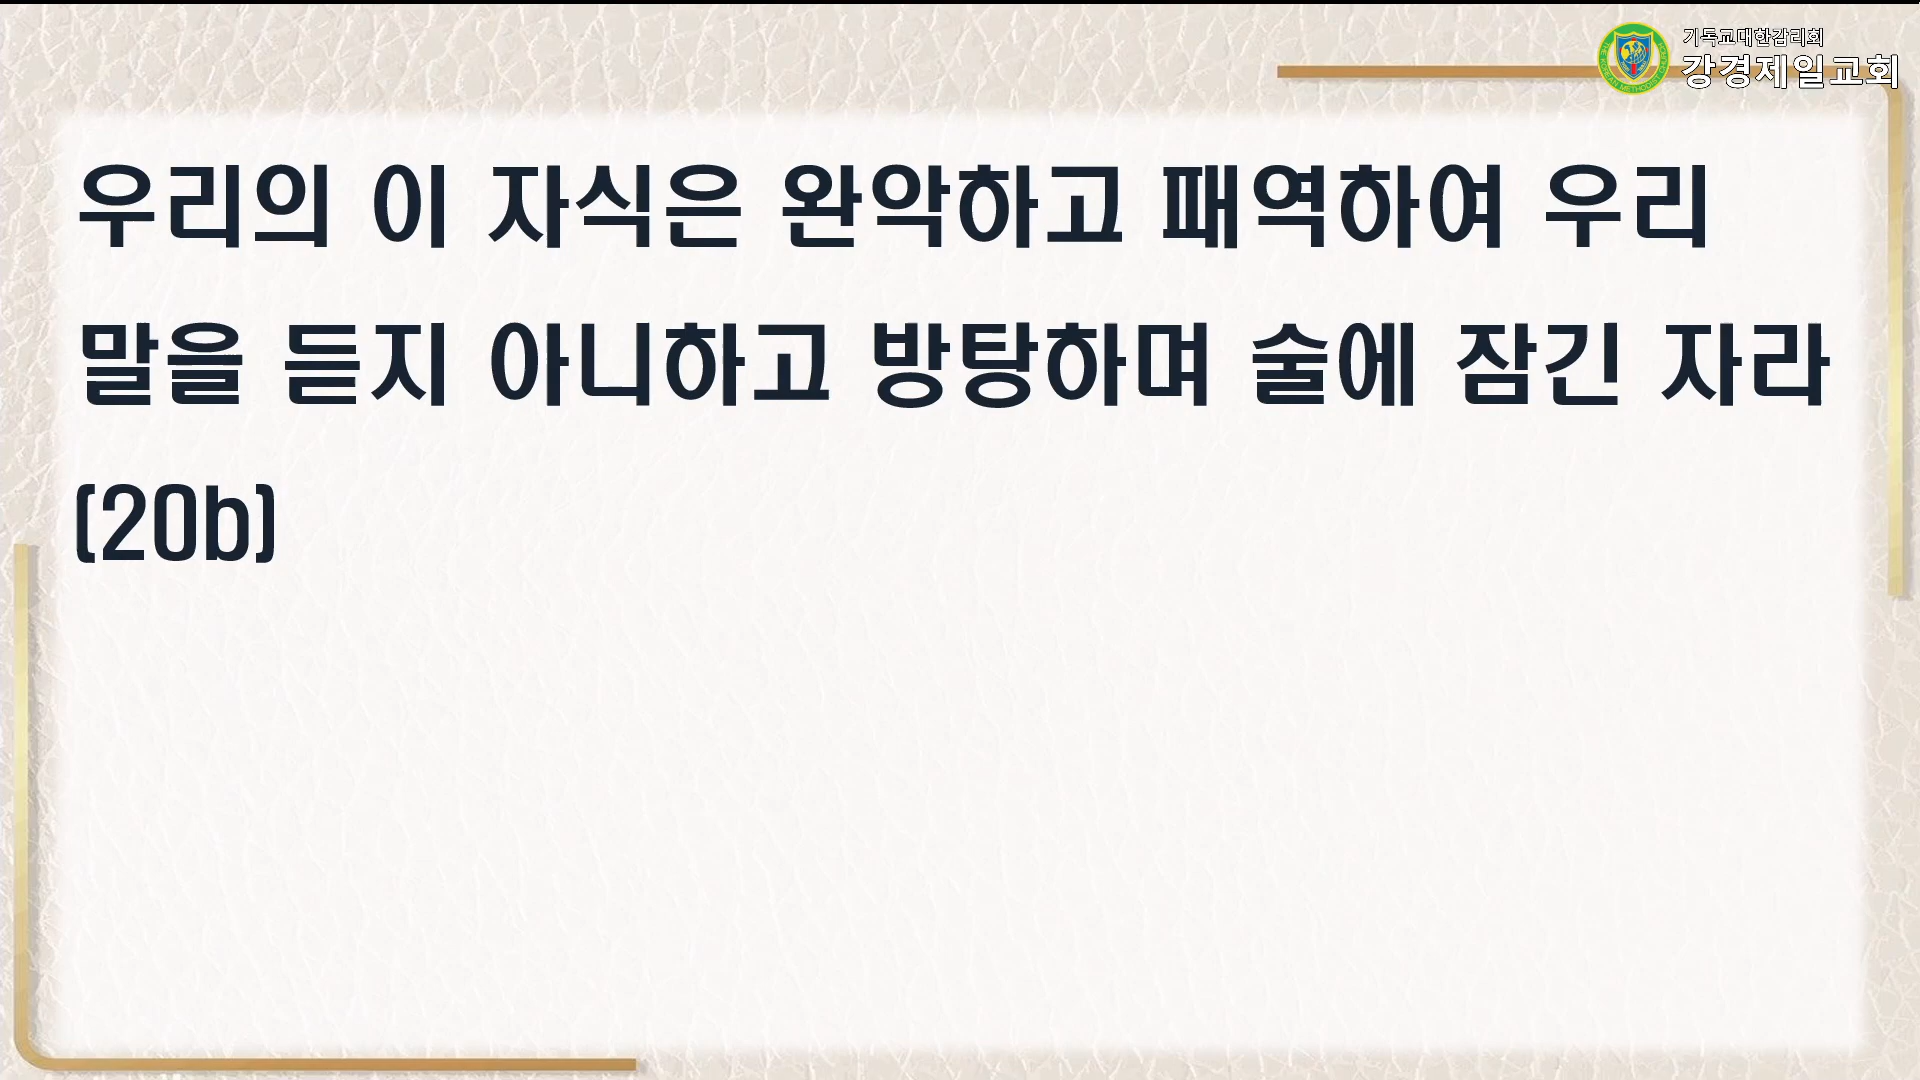 기독교대한감리회
강경제일교회
우리의 이 자식은 완악하고 패역하여 우리
말을 듣지 아니하고 방탕하며 술에 잠긴 자라
(20b)